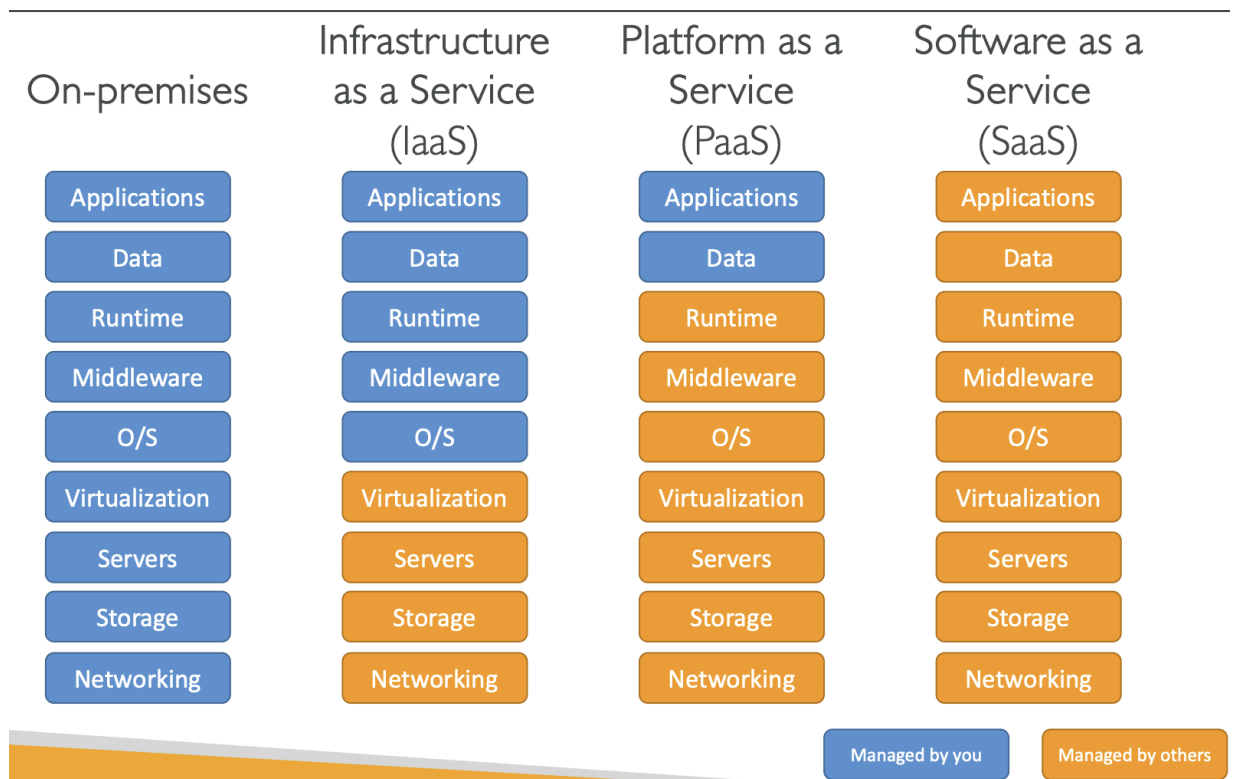 On-premises
Infrastructure
as a Service
(IaaS)
Platform as a
Service
(PaaS)
Software as a
Service
(SaaS)
Applications
Data
Runtime
Middleware
O/S
Virtualization
Servers
Storage
Networking
Applications
Data
Runtime
Middleware
O/S
Virtualization
Servers
Storage
Networking
Applications
Data
Runtime
Middleware
O/S
Virtualization
Servers
Storage
Networking
Applications
Data
Runtime
Middleware
O/S
Virtualization
Servers
Storage
Networking
Managed by you
Managed by others